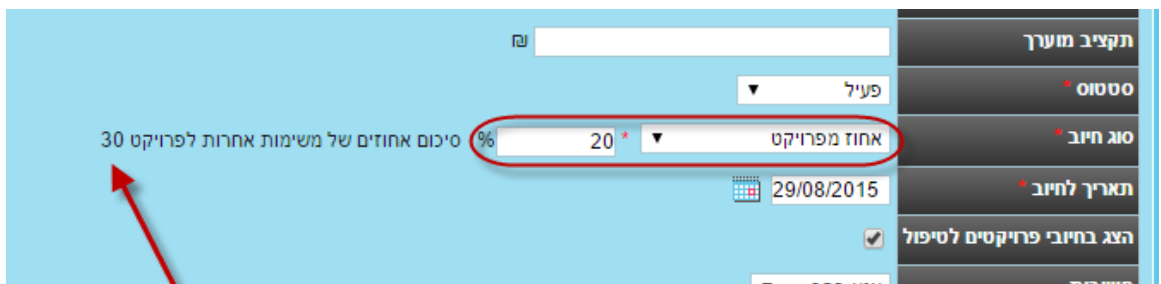 תקציב מוערך ₪
סטטוס * פעיל
סוג חיוב * אחוז מפרויקט * 20 % סיכום אחוזים של משימות אחרות לפרויקט 30
תאריך לחיוב * 29/08/2015
הצג בחיובי פרויקטים לטיפול